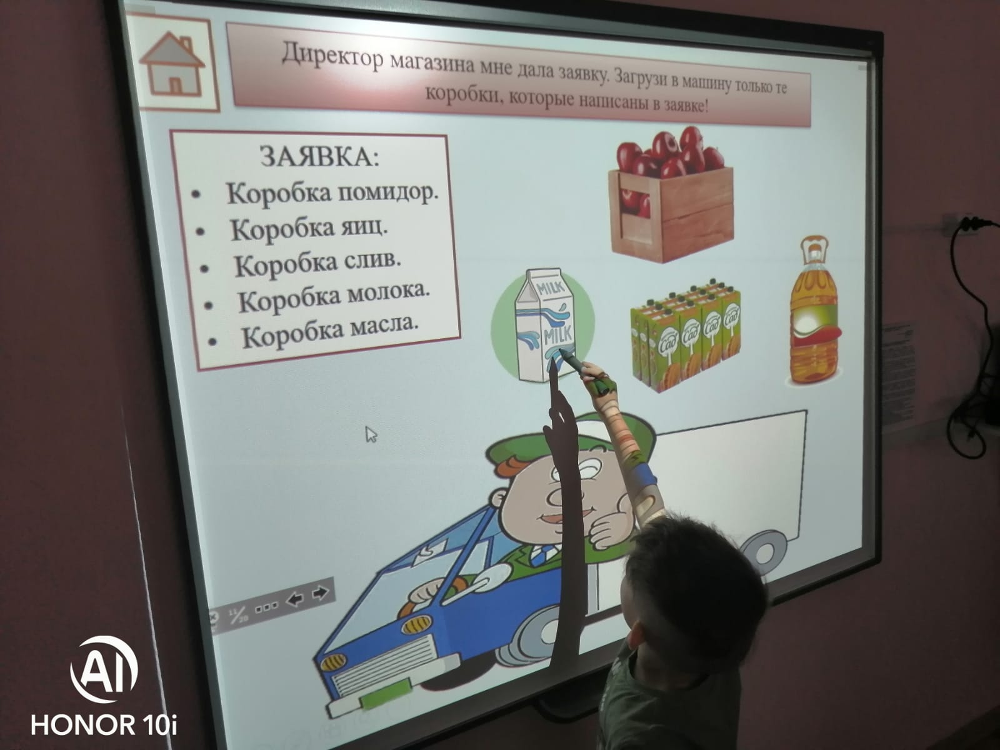 Директор магазина мне дала заявку. Загрузи в машину только те
коробки, которые написаны в заявке!
ЗАЯВКА:
• Коробка помидор.
• Коробка яиц.
• Коробка слив.
• Коробка молока.
• Коробка масла.
MILK
MILK
Сад
Сад
Сад
Сад
11/20
AI
HONOR 10i